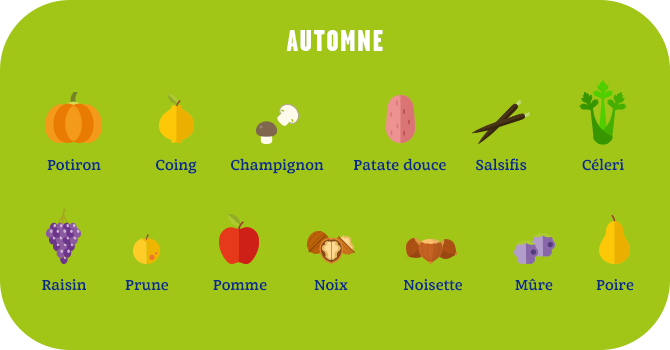 AUTOMNE
Potiron Coing Champignon Patate douce Salsifis Céleri
Raisin Prune Pomme Noix Noisette Mûre Poire